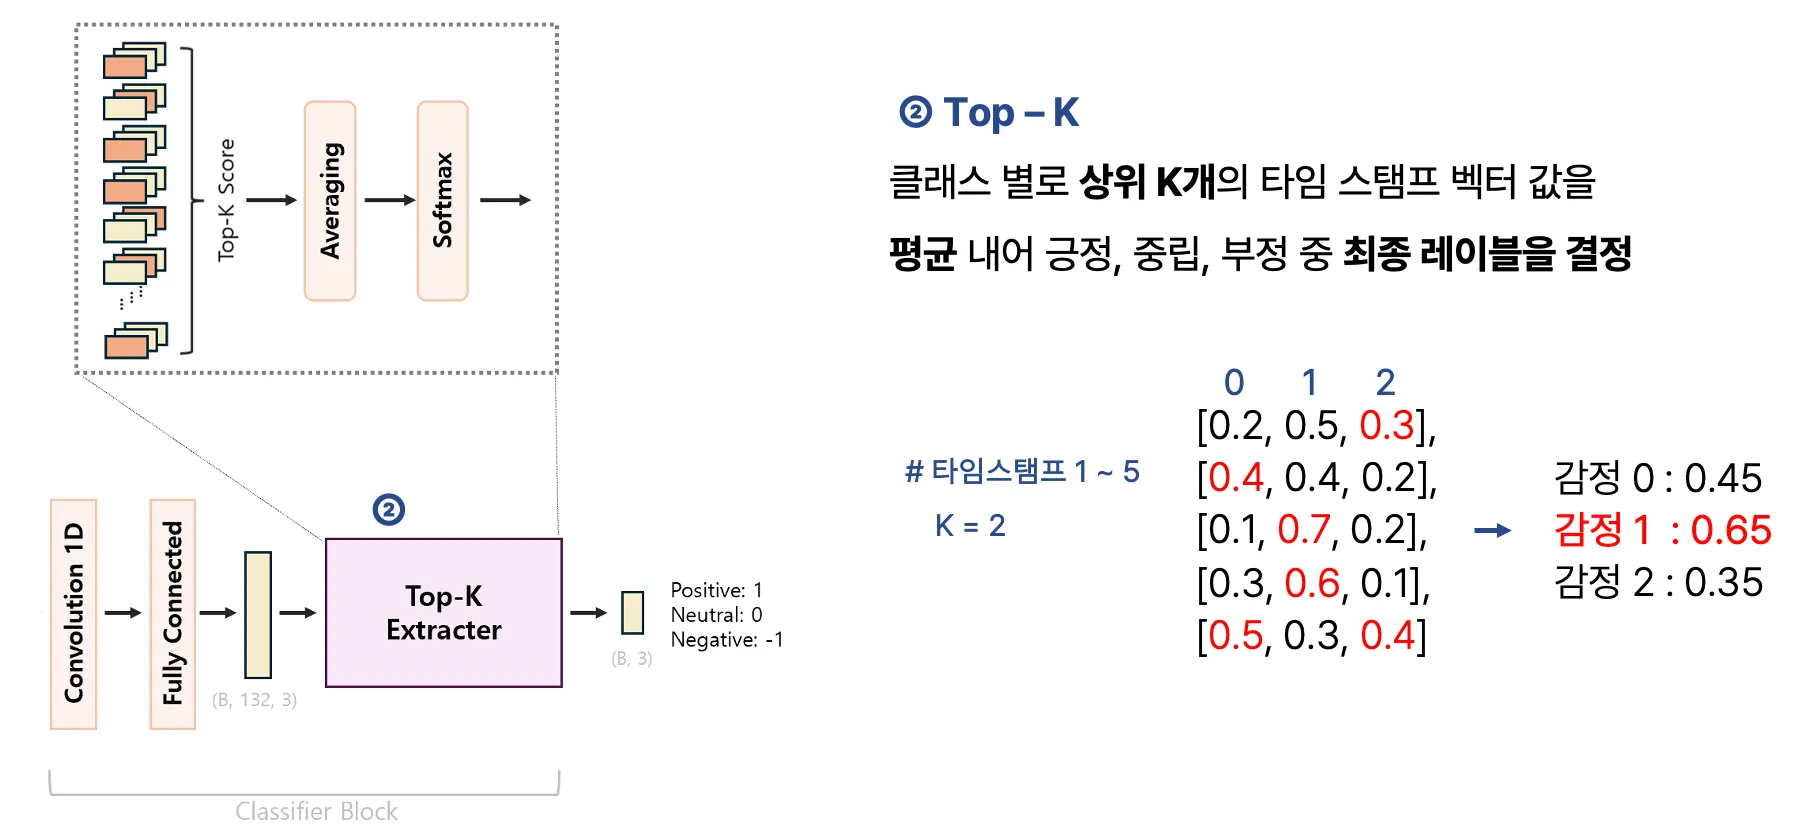 Top-K Score
Averaging
Softmax
②
Convolution 1D
Fully Connected
(B, 132, 3)
Top-K
Extracter
(B, 3)
Positive: 1
Neutral: 0
Negative: -1
Classifier Block
② Top – K
클래스 별로 상위 K개의 타임 스탬프 벡터 값을
평균 내어 긍정, 중립, 부정 중 최종 레이블을 결정
# 타임스탬프 1 ~ 5
K = 2
0 1 2
[0.2, 0.5, 0.3],
[0.4, 0.4, 0.2],
[0.1, 0.7, 0.2],
[0.3, 0.6, 0.1],
[0.5, 0.3, 0.4]
감정 0 : 0.45
감정 1 : 0.65
감정 2 : 0.35